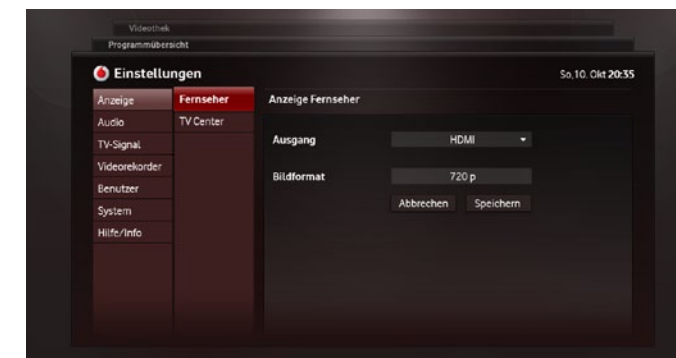 Videothek
Programmübersicht
Einstellungen
So, 10. Okt 20:35
Anzeige
Fernseher
Anzeige Fernseher
Audio
TV Center
TV-Signal
Ausgang
HDMI
Videorekorder
Bildformat
720 p
Benutzer
Abbrechen
Speichern
System
Hilfe/Info